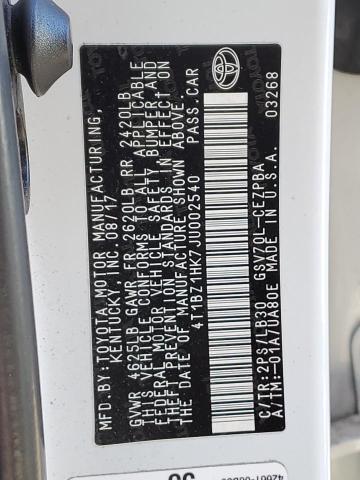 MFD.BY:TOYOTA MOTOR MANUFACTURING,
KENTUCKY, INC. 08/17
GVWR 4625LB GAWR FR 2620LB RR 2420LB
THIS VEHICLE CONFORMS TO ALL APPLICABLE
FEDERAL MOTOR VEHICLE SAFETY BUMPER AND
THEFT PREVENTION STANDARDS IN EFFECT ON
THE DATE OF MANUFACTURE SHOWN ABOVE.
4T1BZ1HK7JU002540 PASS.CAR
C/TR:2PS/LB30 GSV70L-CEZPBA
A/TM:-01A/UA80E MADE IN U.S.A.
03268